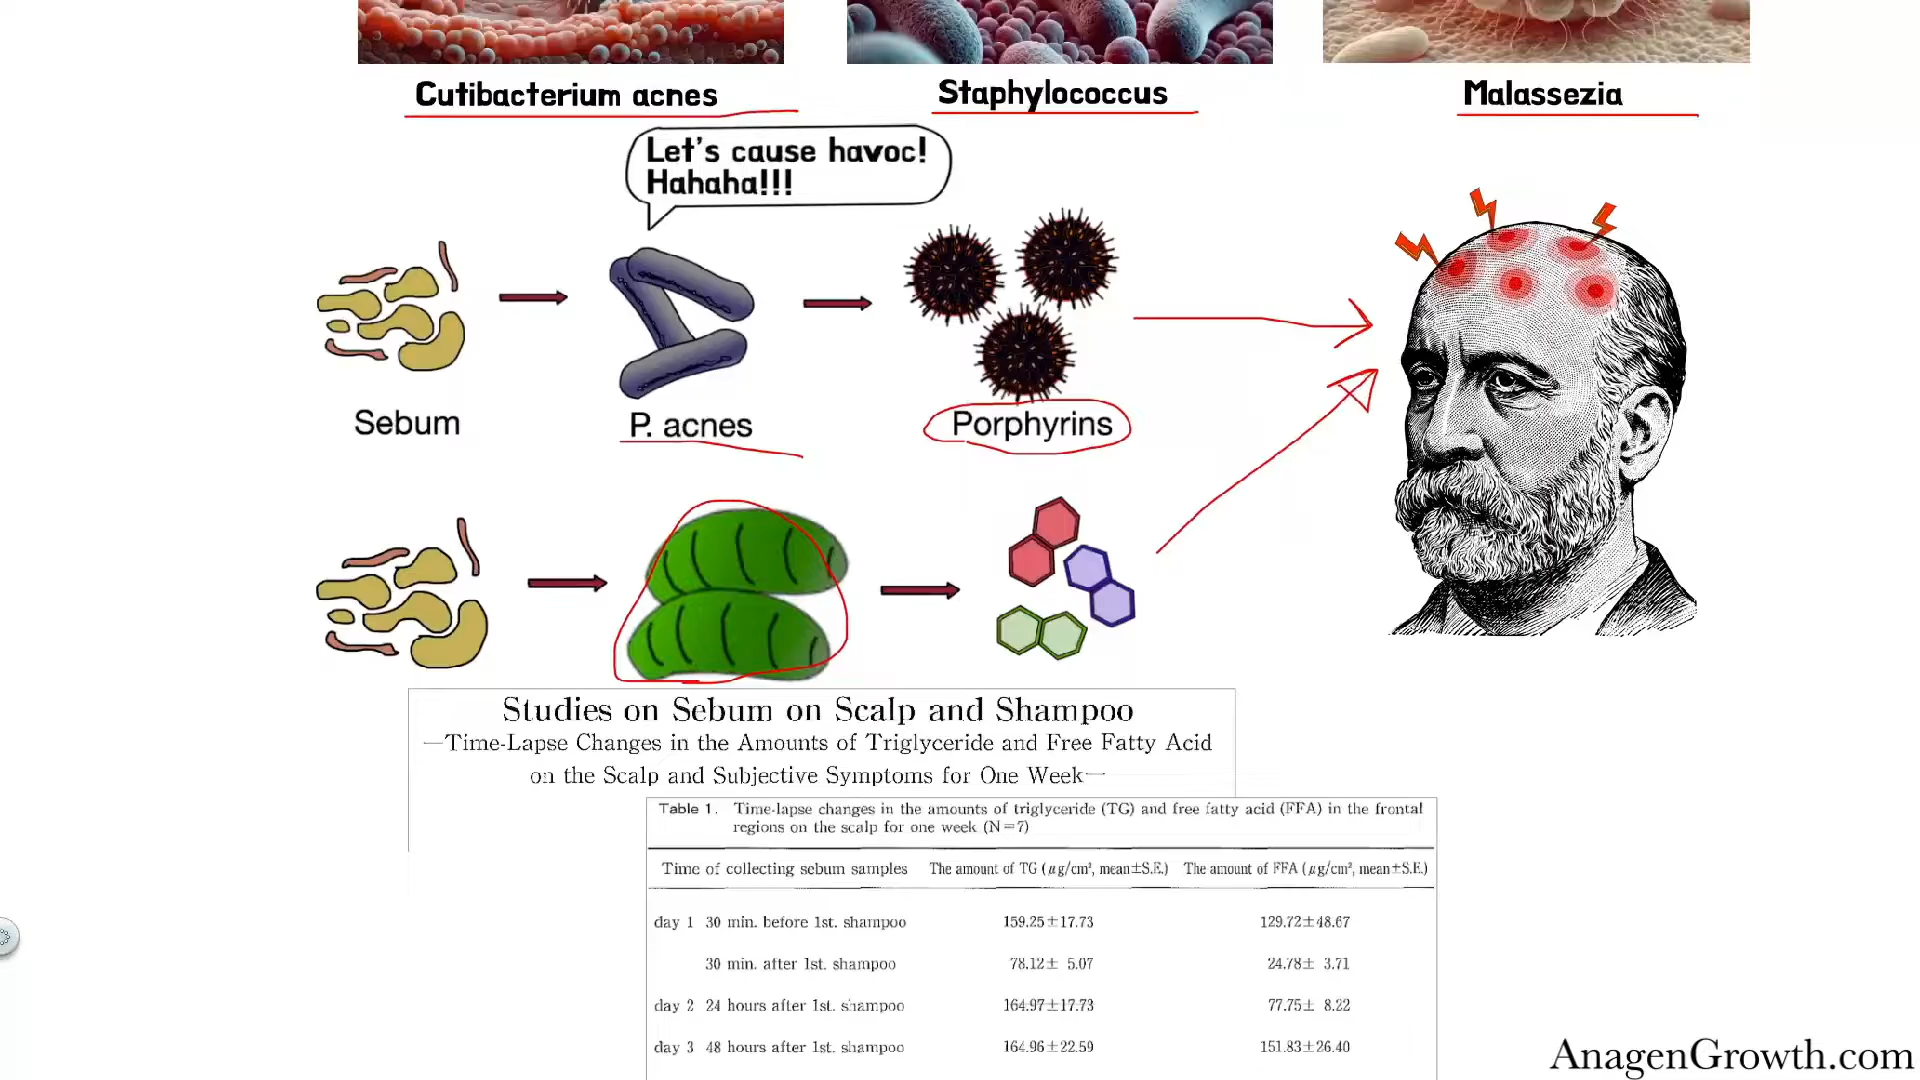 Cutibacterium acnes
Staphylococcus
Malassezia
Let's cause havoc!
Hahaha!!!
Sebum
P. acnes
Porphyrins
Studies on Sebum on Scalp and Shampoo
—Time-Lapse Changes in the Amounts of Triglyceride and Free Fatty Acid
on the Scalp and Subjective Symptoms for One Week—
Table 1. Time-lapse changes in the amounts of triglyceride (TG) and free fatty acid (FFA) in the frontal
regions on the scalp for one week (N=7)
Time of collecting sebum samples The amount of TG (μg/cm², mean±S.E.) The amount of FFA (μg/cm², mean±S.E.)
day 1 30 min. before 1st. shampoo 159.25±17.73 129.72±48.67
30 min. after 1st. shampoo 78.12± 5.07 24.78± 3.71
day 2 24 hours after 1st. shampoo 164.97±17.73 77.75± 8.22
day 3 48 hours after 1st. shampoo 164.96±22.59 151.83±26.40
AnagenGrowth.com